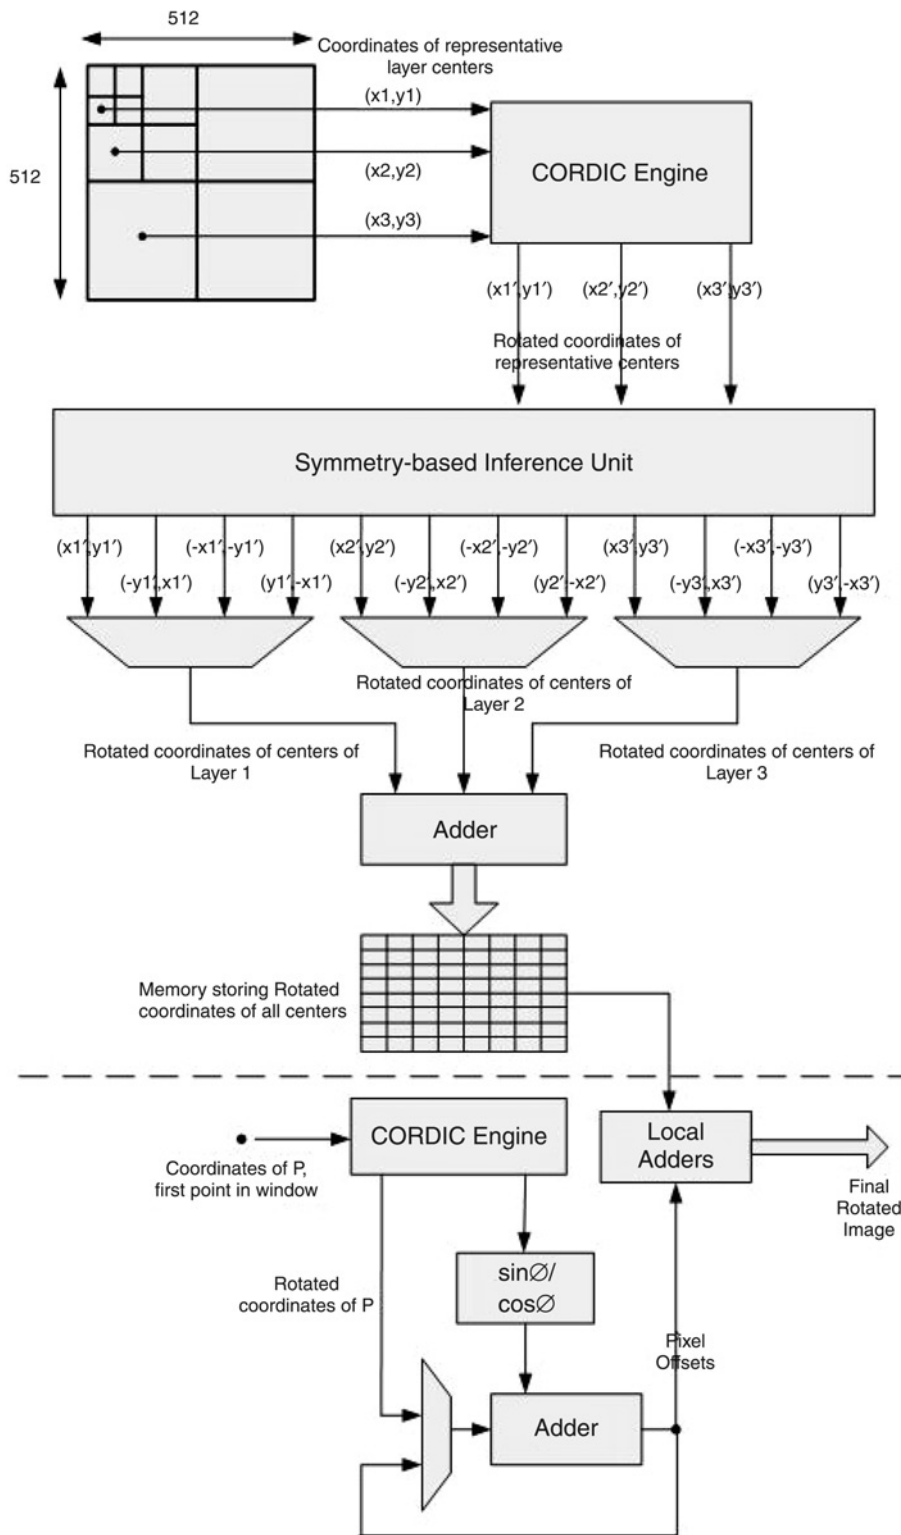 512
Coordinates of representative
layer centers
(x1,y1)
512
(x2,y2)
(x3,y3)
CORDIC Engine
(x1′,y1′)
(x2′,y2′)
(x3′,y3′)
Rotated coordinates of
representative centers
Symmetry-based Inference Unit
(x1′,y1′)
(-x1′,-y1′)
(x2′,y2′)
(-x2′,-y2′)
(x3′,y3′)
(-x3′,-y3′)
(-y1′,x1′)
(y1′,-x1′)
(-y2′,x2′)
(y2′,-x2′)
(-y3′,x3′)
(y3′,-x3′)
Rotated coordinates of centers of
Layer 2
Rotated coordinates of centers of
Layer 1
Rotated coordinates of centers of
Layer 3
Adder
Memory storing Rotated
coordinates of all centers
CORDIC Engine
Local
Adders
Coordinates of P,
first point in window
Final
Rotated
Image
sin∅/
cos∅
Rotated
coordinates of P
Pixel
Offsets
Adder